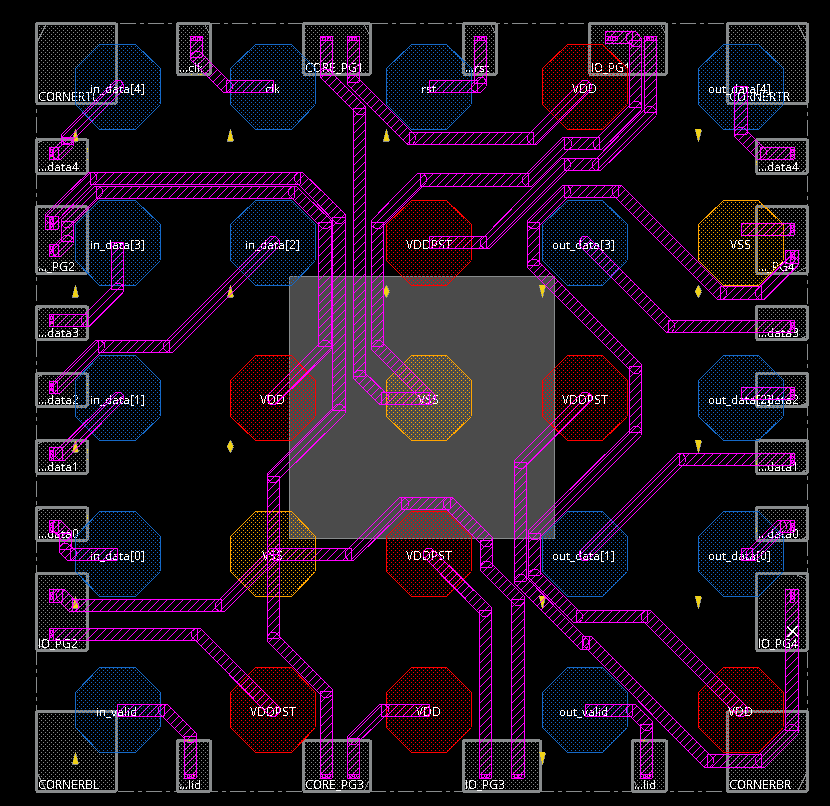 ...clk
CORE_PG1
...rst
IO_PG1
CORNERTL
in_data[4]
clk
rst
VDD
out_data[4]
CORNERTR
...data4
...data4
..._PG2
in_data[3]
in_data[2]
VDDPST
out_data[3]
VSS
..._PG4
...data3
...data3
...data2
in_data[1]
VDD
VSS
VDDPST
out_data[2]
...data2
...data1
...data1
...data0
in_data[0]
VSS
VDDPST
out_data[1]
out_data[0]
...data0
IO_PG2
IO_PG4
in_valid
VDDPST
VDD
out_valid
VDD
CORNERBL
...lid
CORE_PG3
IO_PG3
...lid
CORNERBR